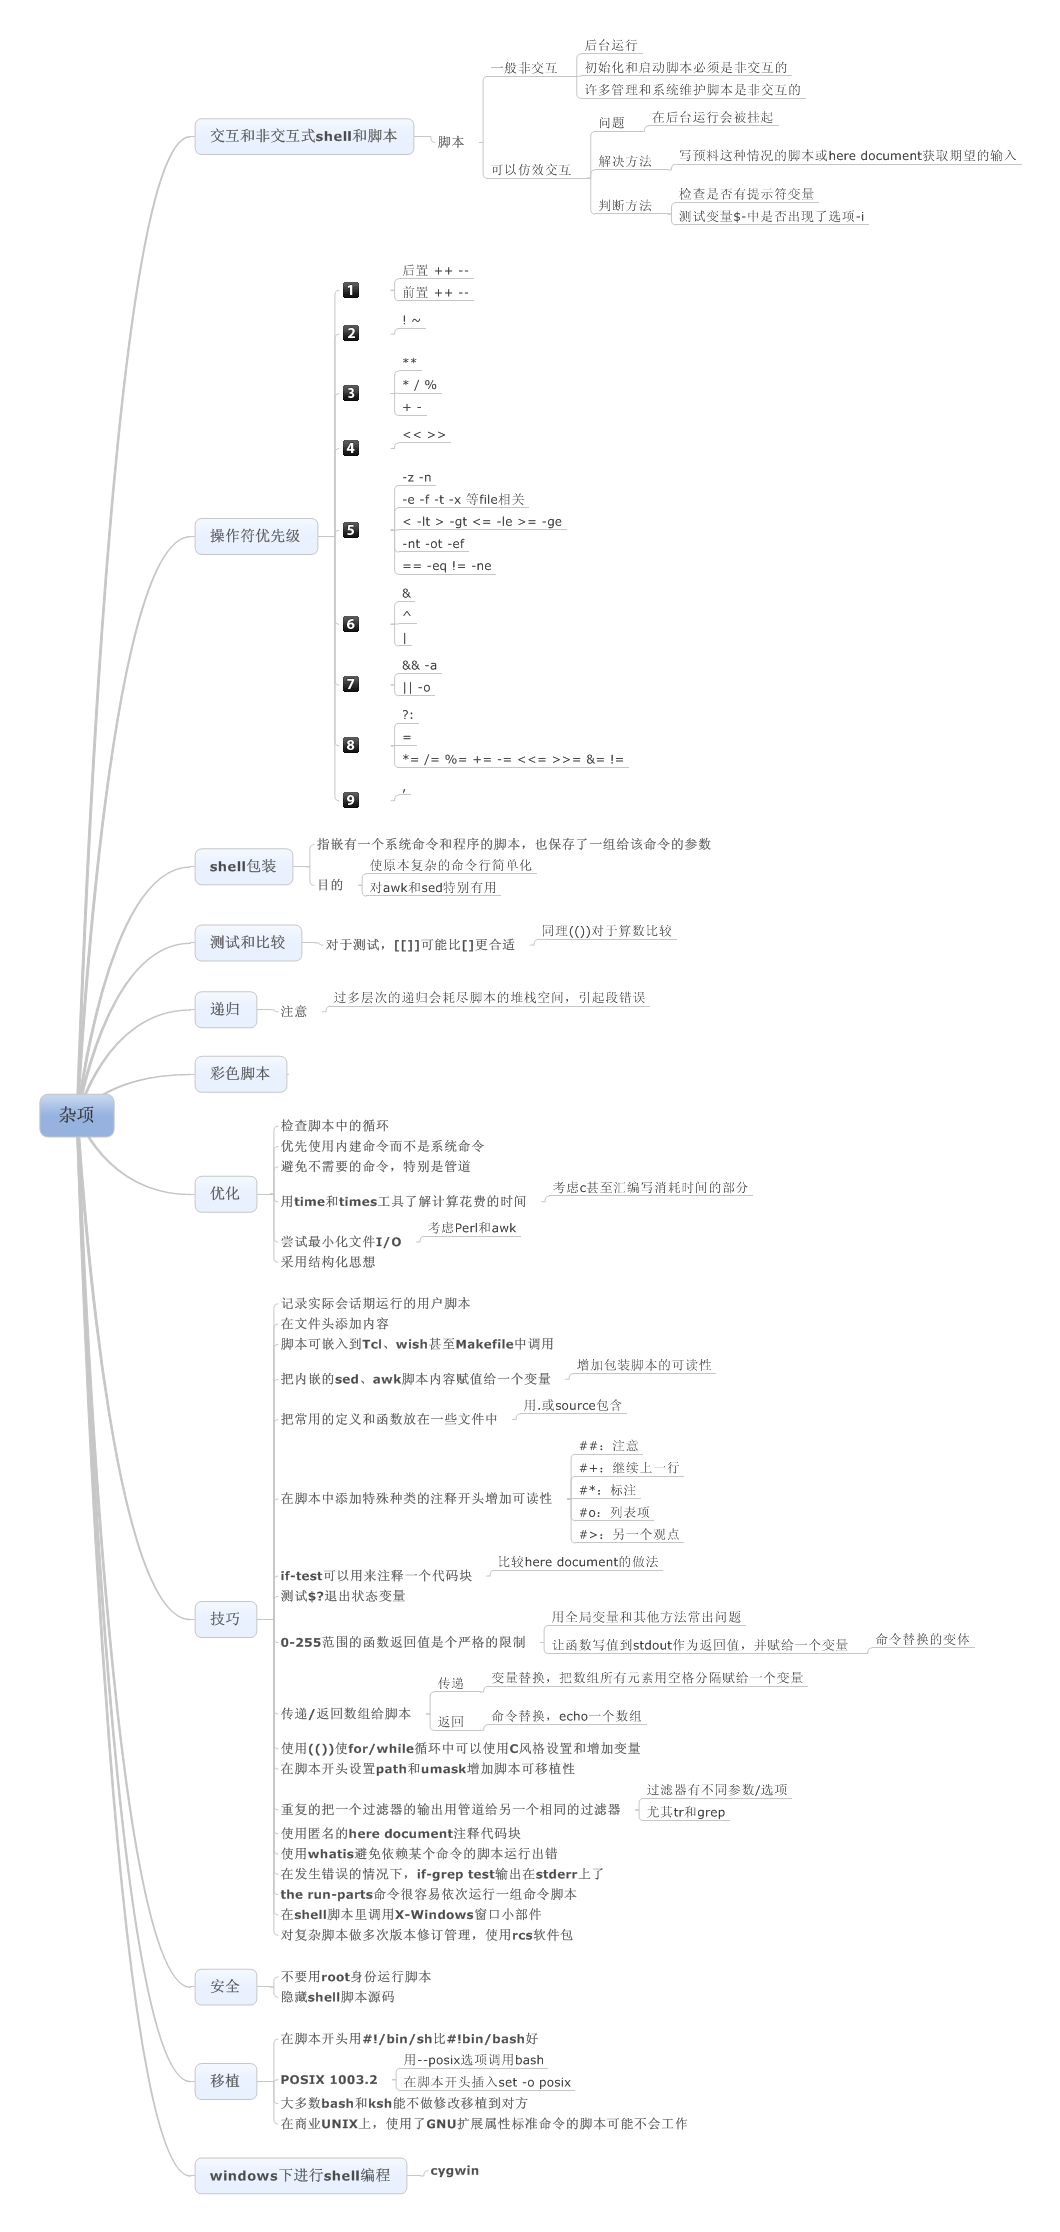 杂项
交互和非交互式shell和脚本
脚本
一般非交互
后台运行
初始化和启动脚本必须是非交互的
许多管理和系统维护脚本是非交互的
可以仿效交互
问题
在后台运行会被挂起
解决方法
写预料这种情况的脚本或here document获取期望的输入
判断方法
检查是否有提示符变量
测试变量$-中是否出现了选项-i
操作符优先级
1
后置 ++ --
前置 ++ --
2
! ~
3
**
* / %
+ -
4
<< >>
5
-z -n
-e -f -t -x 等file相关
< -lt > -gt <= -le >= -ge
-nt -ot -ef
== -eq != -ne
6
&
^
|
7
&& -a
|| -o
8
?:
=
*= /= %= += -= <<= >>= &= !=
9
,
shell包装
指嵌有一个系统命令和程序的脚本，也保存了一组给该命令的参数
目的
使原本复杂的命令行简单化
对awk和sed特别有用
测试和比较
对于测试，[[]]可能比[]更合适
同理(())对于算数比较
递归
注意
过多层次的递归会耗尽脚本的堆栈空间，引起段错误
彩色脚本
优化
检查脚本中的循环
优先使用内建命令而不是系统命令
避免不需要的命令，特别是管道
用time和times工具了解计算花费的时间
考虑c甚至汇编写消耗时间的部分
尝试最小化文件I/O
考虑Perl和awk
采用结构化思想
技巧
记录实际会话期运行的用户脚本
在文件头添加内容
脚本可嵌入到Tcl、wish甚至Makefile中调用
把内嵌的sed、awk脚本内容赋值给一个变量
增加包装脚本的可读性
把常用的定义和函数放在一些文件中
用.或source包含
在脚本中添加特殊种类的注释开头增加可读性
##：注意
#+：继续上一行
#*：标注
#o：列表项
#>：另一个观点
if-test可以用来注释一个代码块
比较here document的做法
测试$?退出状态变量
0-255范围的函数返回值是个严格的限制
用全局变量和其他方法常出问题
让函数写值到stdout作为返回值，并赋给一个变量
命令替换的变体
传递/返回数组给脚本
传递
变量替换，把数组所有元素用空格分隔赋给一个变量
返回
命令替换，echo一个数组
使用(())使for/while循环中可以使用C风格设置和增加变量
在脚本开头设置path和umask增加脚本可移植性
重复的把一个过滤器的输出用管道给另一个相同的过滤器
过滤器有不同参数/选项
尤其tr和grep
使用匿名的here document注释代码块
使用whatis避免依赖某个命令的脚本运行出错
在发生错误的情况下，if-grep test输出在stderr上了
the run-parts命令很容易依次运行一组命令脚本
在shell脚本里调用X-Windows窗口小部件
对复杂脚本做多次版本修订管理，使用rcs软件包
安全
不要用root身份运行脚本
隐藏shell脚本源码
移植
在脚本开头用#!/bin/sh比#!bin/bash好
POSIX 1003.2
用--posix选项调用bash
在脚本开头插入set -o posix
大多数bash和ksh能不做修改移植到对方
在商业UNIX上，使用了GNU扩展属性标准命令的脚本可能不会工作
windows下进行shell编程
cygwin